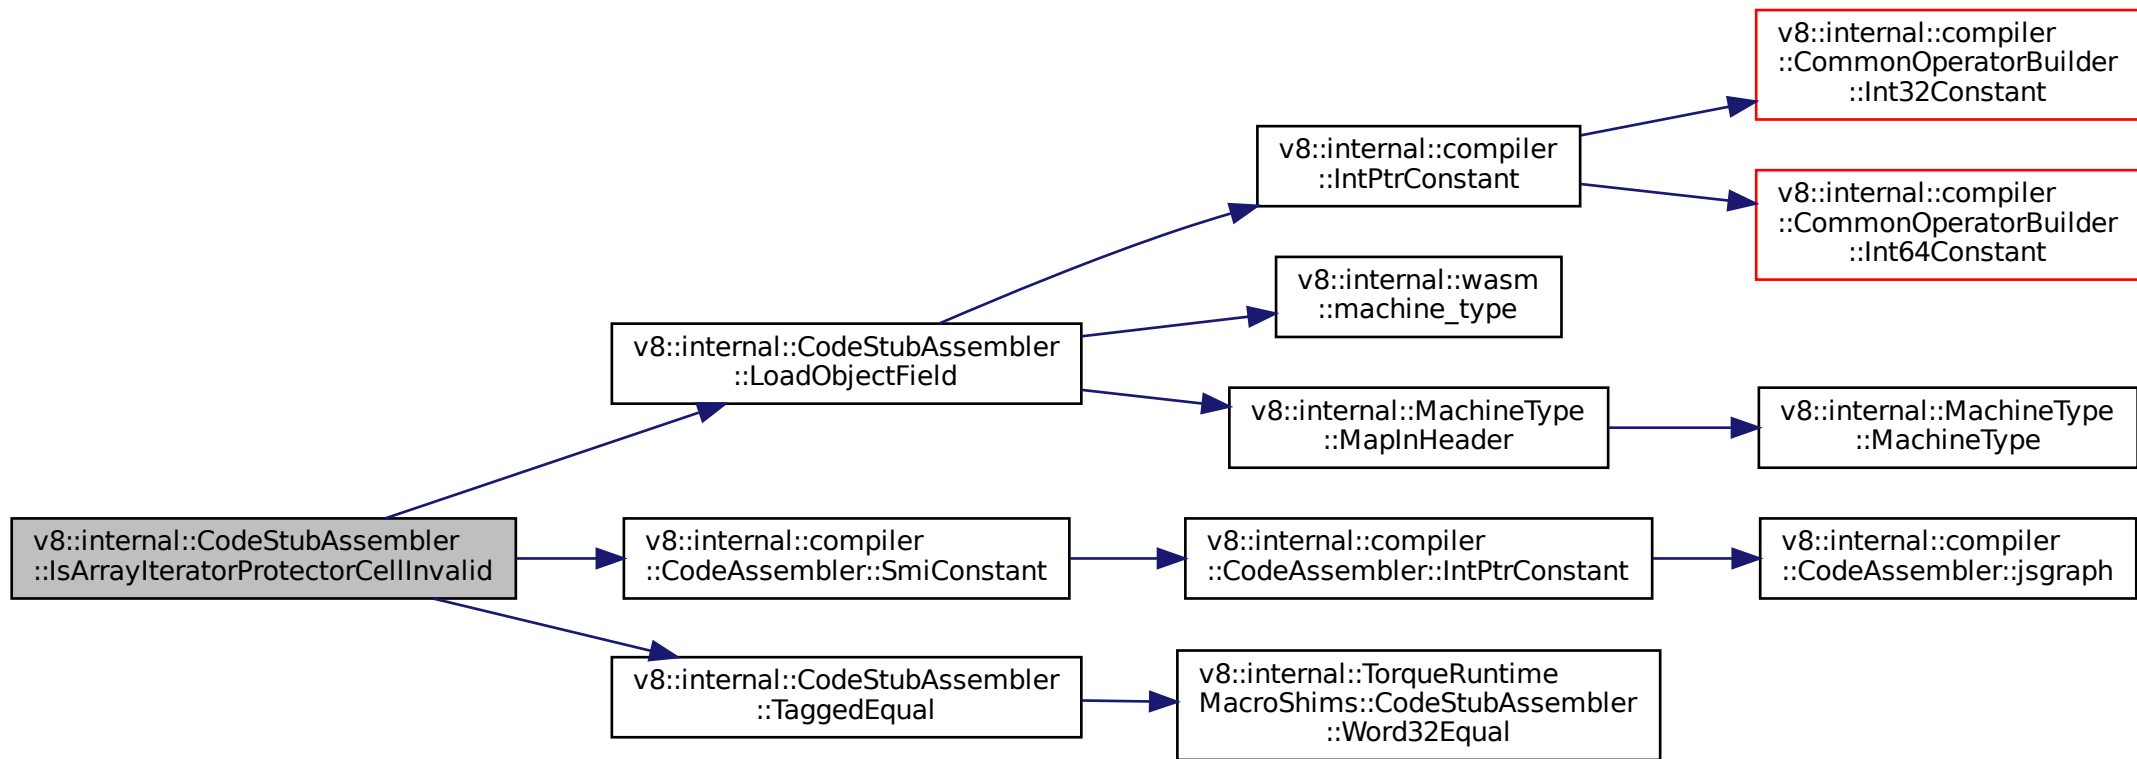 v8::internal::CodeStubAssembler
::IsArrayIteratorProtectorCellInvalid
v8::internal::CodeStubAssembler
::LoadObjectField
v8::internal::compiler
::IntPtrConstant
v8::internal::compiler
::CommonOperatorBuilder
::Int32Constant
v8::internal::compiler
::CommonOperatorBuilder
::Int64Constant
v8::internal::wasm
::machine_type
v8::internal::MachineType
::MapInHeader
v8::internal::MachineType
::MachineType
v8::internal::compiler
::CodeAssembler::SmiConstant
v8::internal::compiler
::CodeAssembler::IntPtrConstant
v8::internal::compiler
::CodeAssembler::jsgraph
v8::internal::CodeStubAssembler
::TaggedEqual
v8::internal::TorqueRuntime
MacroShims::CodeStubAssembler
::Word32Equal